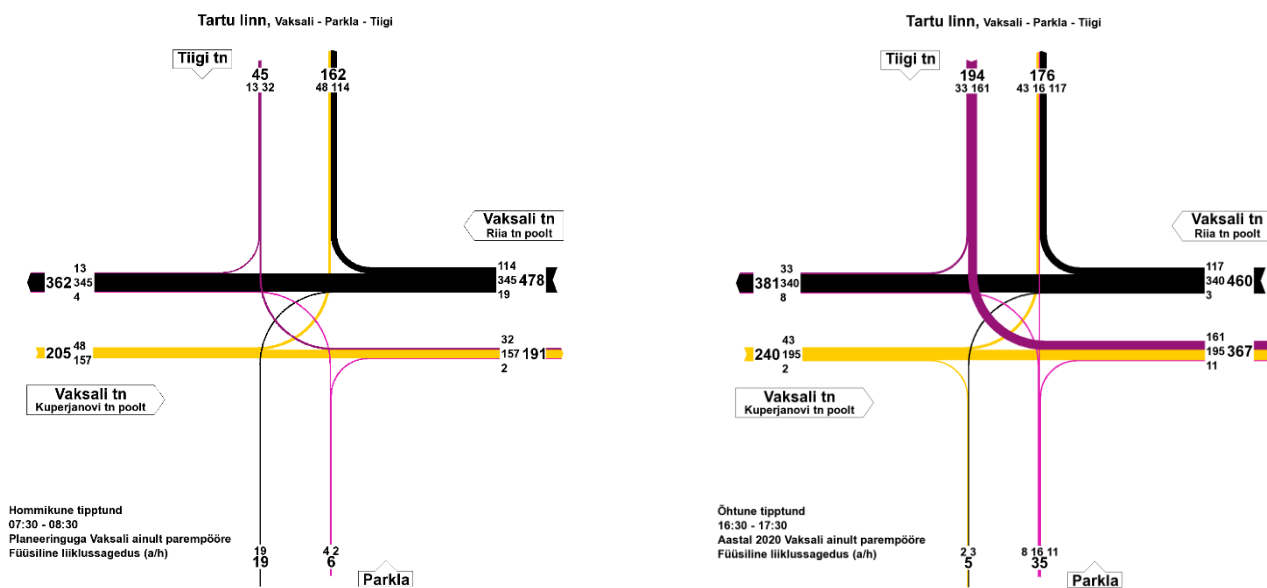 Tartu linn, Vaksali - Parkla - Tiigi
Tiigi tn
45
13 32
162
48 114
Vaksali tn
Riia tn poolt
13
362 345
4
114
345 478
19
205 48
157
32
157 191
2
Vaksali tn
Kuperjanovi tn poolt
Hommikune tipptund
07:30 - 08:30
Planeeringuga Vaksali ainult parempööre
Füüsiline liiklussagedus (a/h)
19
19
4 2
6
Parkla
Tartu linn, Vaksali - Parkla - Tiigi
Tiigi tn
194
33 161
176
43 16 117
Vaksali tn
Riia tn poolt
33
381 340
8
117
340 460
3
43
240 195
2
161
195 367
11
Vaksali tn
Kuperjanovi tn poolt
Õhtune tipptund
16:30 - 17:30
Aastal 2020 Vaksali ainult parempööre
Füüsiline liiklussagedus (a/h)
2 3
5
8 16 11
35
Parkla